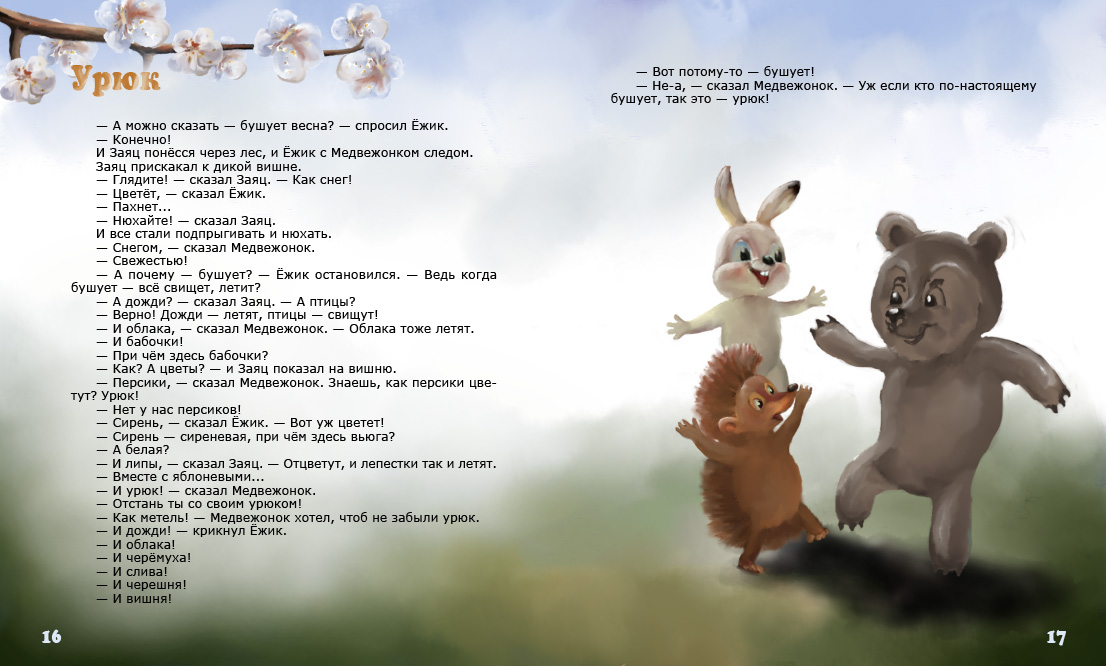 Урюк
— А можно сказать — бушует весна? — спросил Ёжик.
— Конечно!
И Заяц понёсся через лес, и Ёжик с Медвежонком следом.
Заяц прискакал к дикой вишне.
— Глядите! — сказал Заяц. — Как снег!
— Цветёт, — сказал Ёжик.
— Пахнет...
— Нюхайте! — сказал Заяц.
И все стали подпрыгивать и нюхать.
— Снегом, — сказал Медвежонок.
— Свежестью!
— А почему — бушует? — Ёжик остановился. — Ведь когда
бушует — всё свищет, летит?
— А дожди? — сказал Заяц. — А птицы?
— Верно! Дожди — летят, птицы — свищут!
— И облака, — сказал Медвежонок. — Облака тоже летят.
— И бабочки!
— При чём здесь бабочки?
— Как? А цветы? — и Заяц показал на вишню.
— Персики, — сказал Медвежонок. Знаешь, как персики цве-
тут? Урюк!
— Нет у нас персиков!
— Сирень, — сказал Ёжик. — Вот уж цветет!
— Сирень — сиреневая, при чём здесь вьюга?
— А белая?
— И липы, — сказал Заяц. — Отцветут, и лепестки так и летят.
— Вместе с яблоневыми...
— И урюк! — сказал Медвежонок.
— Отстань ты со своим урюком!
— Как метель! — Медвежонок хотел, чтоб не забыли урюк.
— И дожди! — крикнул Ёжик.
— И облака!
— И черёмуха!
— И слива!
— И черешня!
— И вишня!
16
— Вот потому-то — бушует!
— Не-а, — сказал Медвежонок. — Уж если кто по-настоящему
бушует, так это — урюк!
17